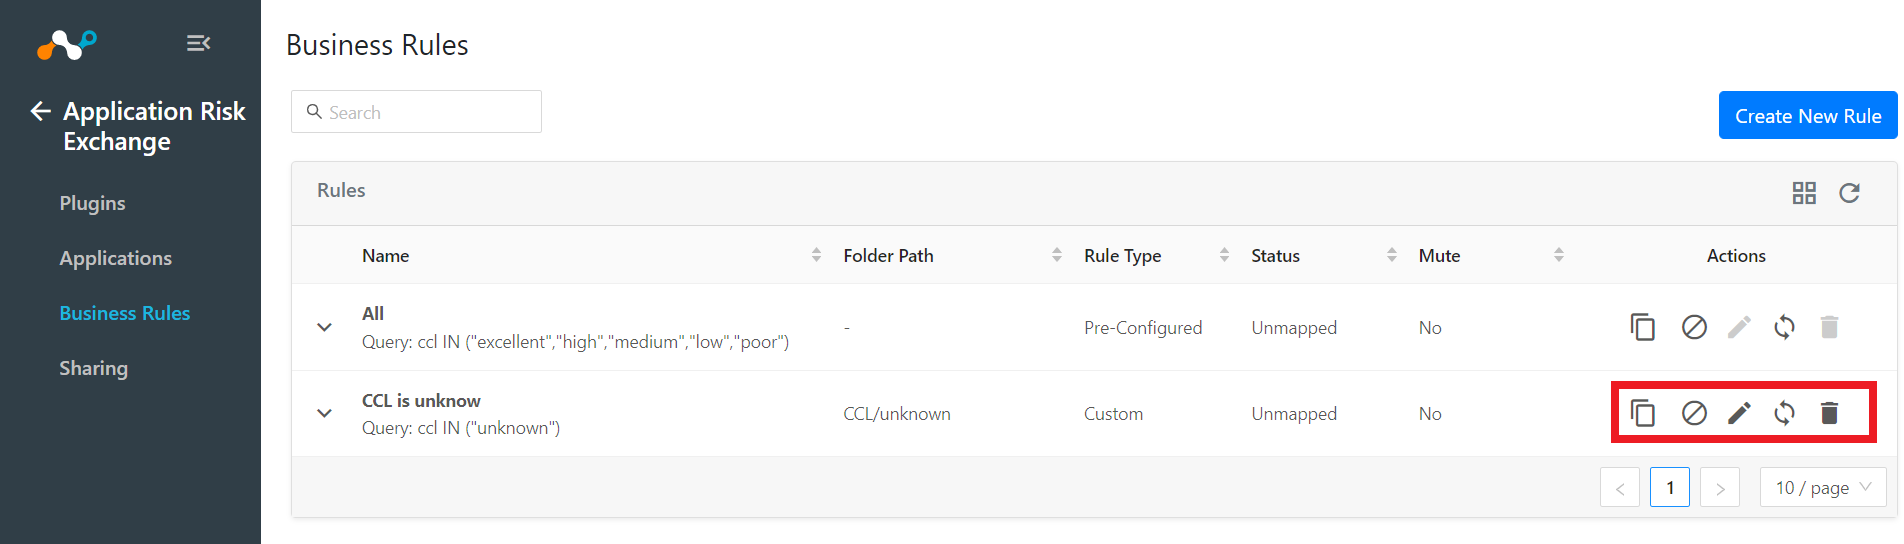 Business Rules
Application Risk
Exchange
Plugins
Applications
Business Rules
Sharing
Search
Create New Rule
Rules
Name Folder Path Rule Type Status Mute Actions
All
Query: ccl IN ("excellent","high","medium","low","poor") - Pre-Configured Unmapped No
CCL is unknow
Query: ccl IN ("unknown") CCL/unknown Custom Unmapped No
< 1 > 10 / page